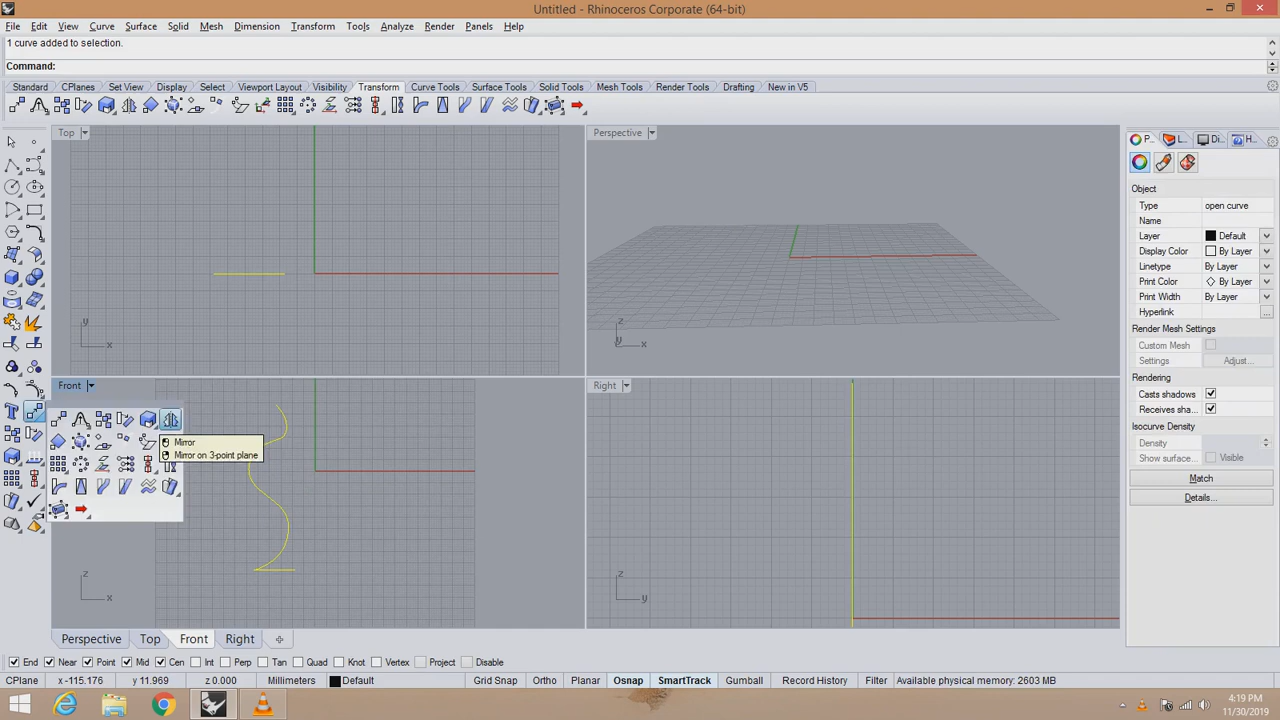 Untitled - Rhinoceros Corporate (64-bit)
File Edit View Curve Surface Solid Mesh Dimension Transform Tools Analyze Render Panels Help
1 curve added to selection.
Command:
Standard CPlanes Set View Display Select Viewport Layout Visibility Transform Curve Tools Surface Tools Solid Tools Mesh Tools Render Tools Drafting New in V5
Top
Perspective
P... L... Di... H...
Object
Type open curve
Name
Layer Default
Display Color By Layer
Linetype By Layer
Print Color By Layer
Print Width By Layer
Hyperlink ...
Render Mesh Settings
Custom Mesh
Settings Adjust...
Rendering
Casts shadows
Receives sha...
Isocurve Density
Density
Show surface... Visible
Match
Details...
y
x
z
y
x
Front
Right
Mirror
Mirror on 3-point plane
z
x
z
y
Perspective Top Front Right
End Near Point Mid Cen Int Perp Tan Quad Knot Vertex Project Disable
CPlane x -115.176 y 11.969 z 0.000 Millimeters Default Grid Snap Ortho Planar Osnap SmartTrack Gumball Record History Filter Available physical memory: 2603 MB
4:19 PM
11/30/2019